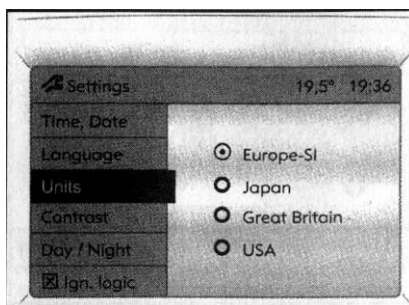 Settings 19,5° 19:36
Time, Date
Language
Units
Contrast
Day / Night
Ign. logic
Europe-SI
Japan
Great Britain
USA